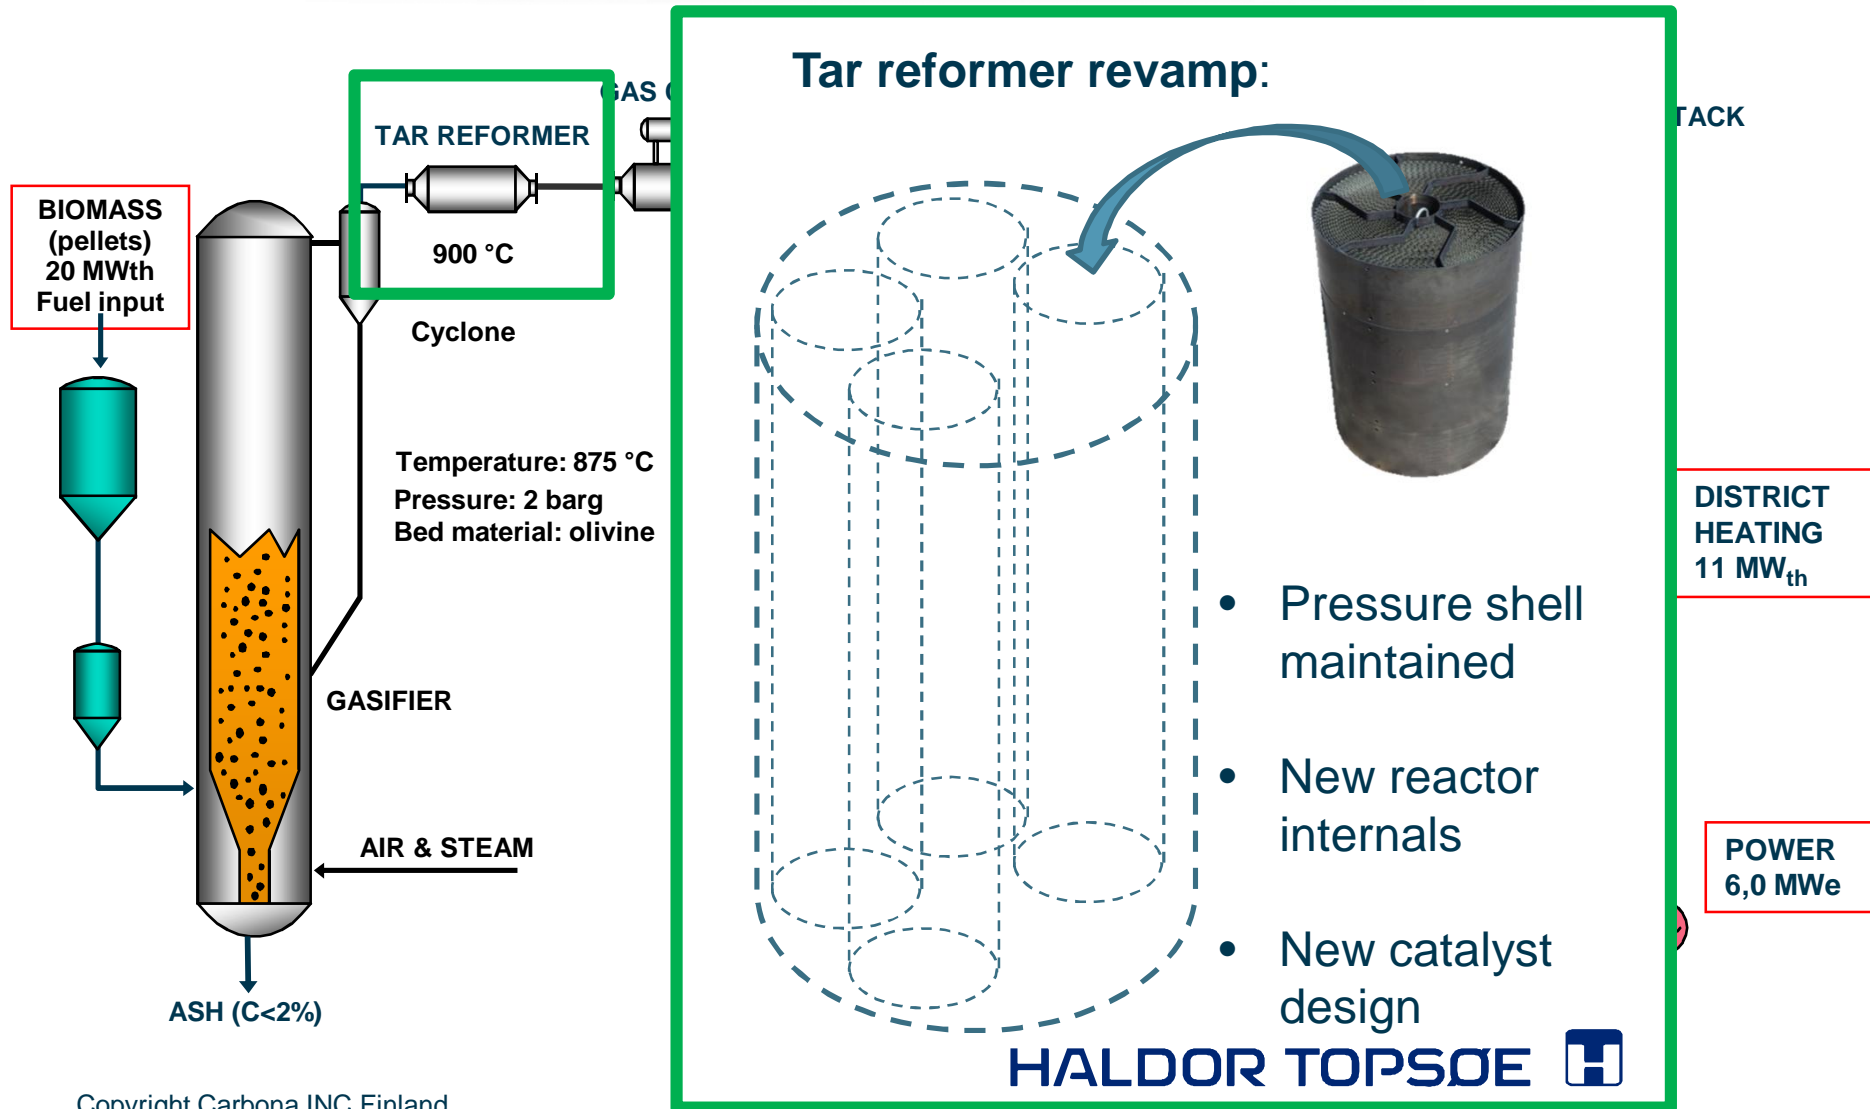 GAS
TAR REFORMER
BIOMASS
(pellets)
20 MWth
Fuel input
900 °C
Cyclone
Temperature: 875 °C
Pressure: 2 barg
Bed material: olivine
GASIFIER
AIR & STEAM
ASH (C<2%)
Copyright Carbona INC Finland
Tar reformer revamp:
• Pressure shell
maintained
• New reactor
internals
• New catalyst
design
HALDOR TOPSØE
TACK
DISTRICT
HEATING
11 MWth
POWER
6,0 MWe